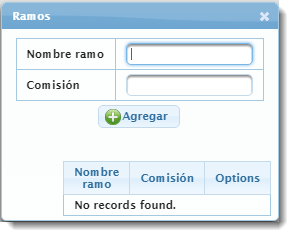 Ramos
Nombre ramo
Comisión
Agregar
Nombre ramo Comisión Options
No records found.